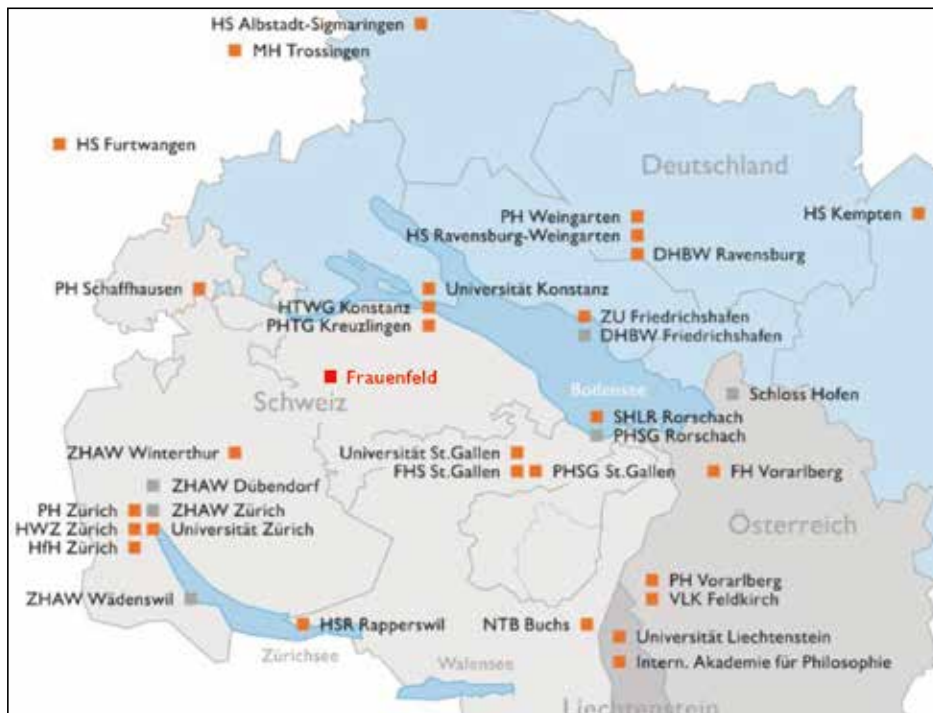 HS Albstadt-Sigmaringen
MH Trossingen
HS Furtwangen
Deutschland
PH Weingarten
HS Kempten
HS Ravensburg-Weingarten
DHBW Ravensburg
PH Schaffhausen
Universität Konstanz
HTWG Konstanz
ZU Friedrichshafen
PHTG Kreuzlingen
DHBW Friedrichshafen
Frauenfeld
Bodensee
Schloss Hofen
Schweiz
SHLR Rorschach
PHSG Rorschach
ZHAW Winterthur
Universität St.Gallen
FHS St.Gallen
PHSG St.Gallen
FH Vorarlberg
ZHAW Dübendorf
PH Zürich
ZHAW Zürich
HWZ Zürich
Universität Zürich
Österreich
HfH Zürich
PH Vorarlberg
ZHAW Wädenswil
VLK Feldkirch
HSR Rapperswil
NTB Buchs
Universität Liechtenstein
Zürichsee
Walensee
Intern. Akademie für Philosophie
Liechtenstein